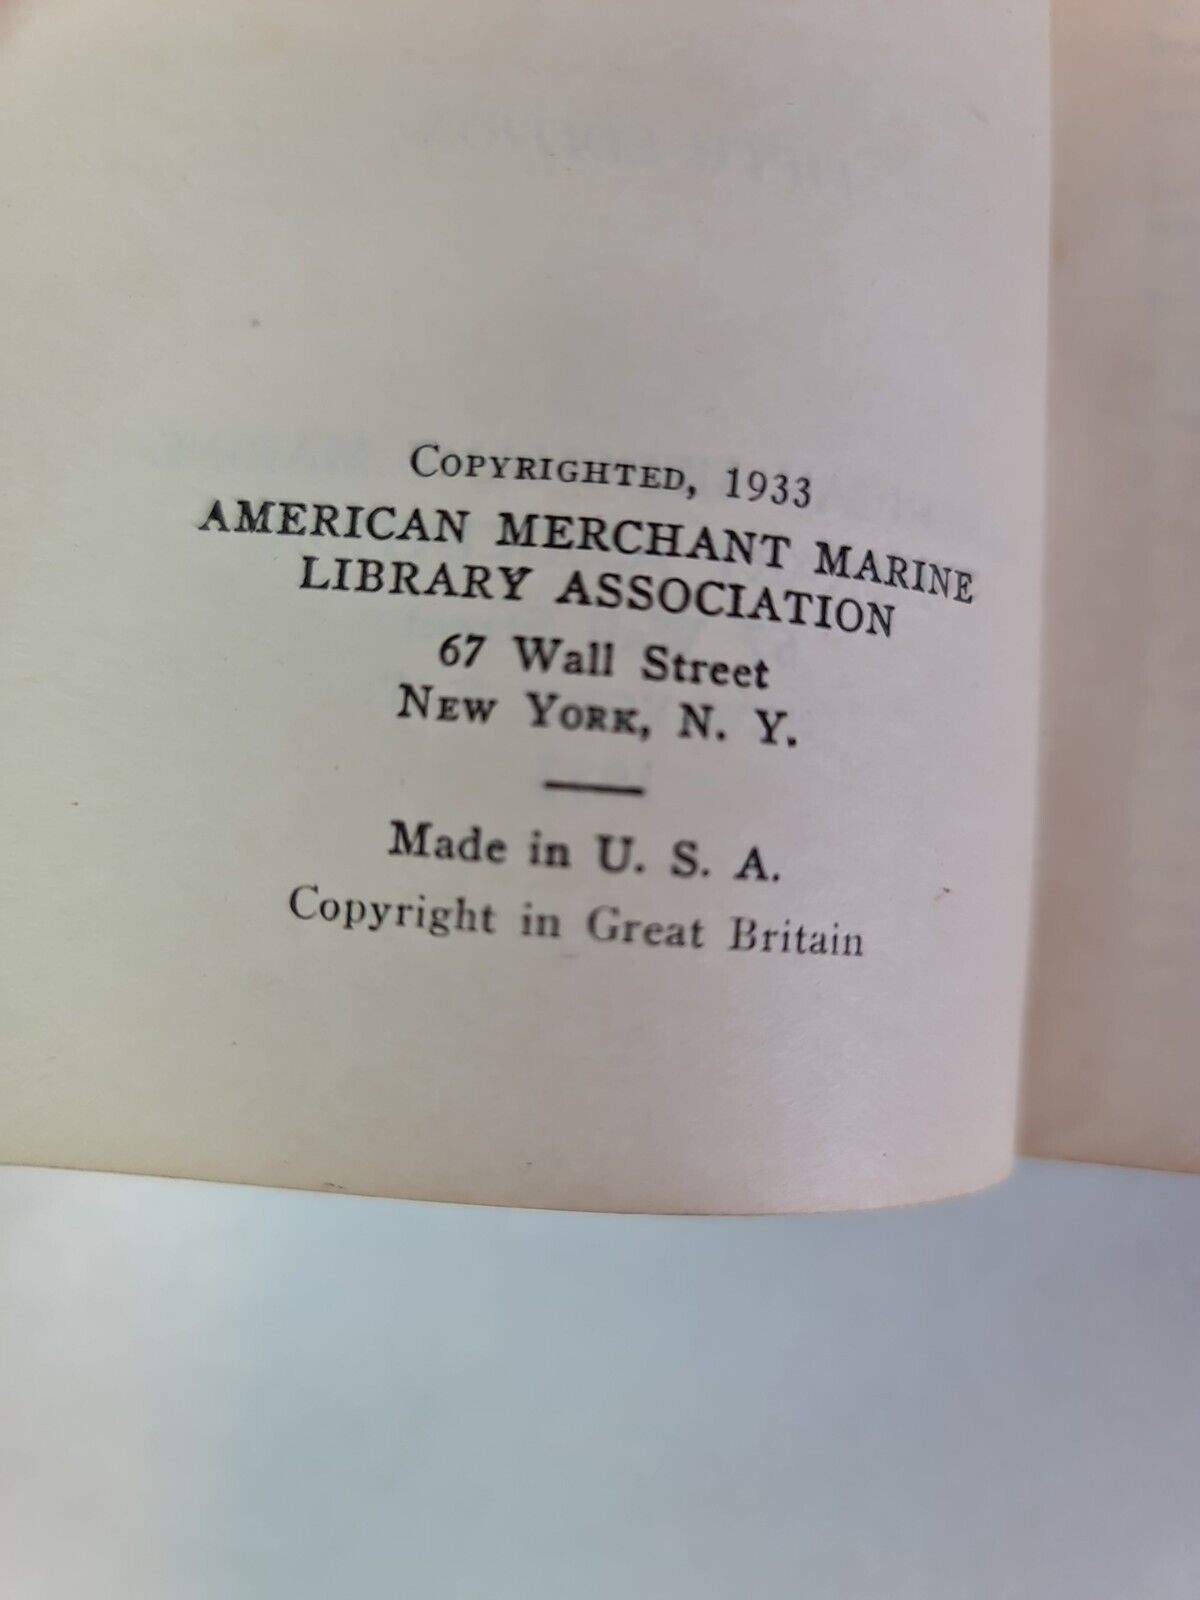 COPYRIGHTED, 1933
AMERICAN MERCHANT MARINE
LIBRARY ASSOCIATION
67 Wall Street
NEW YORK, N. Y.
Made in U. S. A.
Copyright in Great Britain